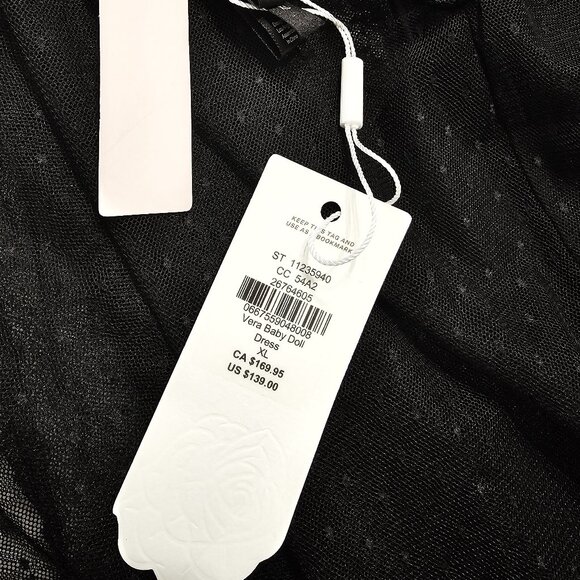 KEEP THIS TAG AND
USE AS BOOKMARK
ST 11235940
CC 54A2
26764605
0667559048008
Vera Baby Doll
Dress
XL
CA $169.95
US $139.00